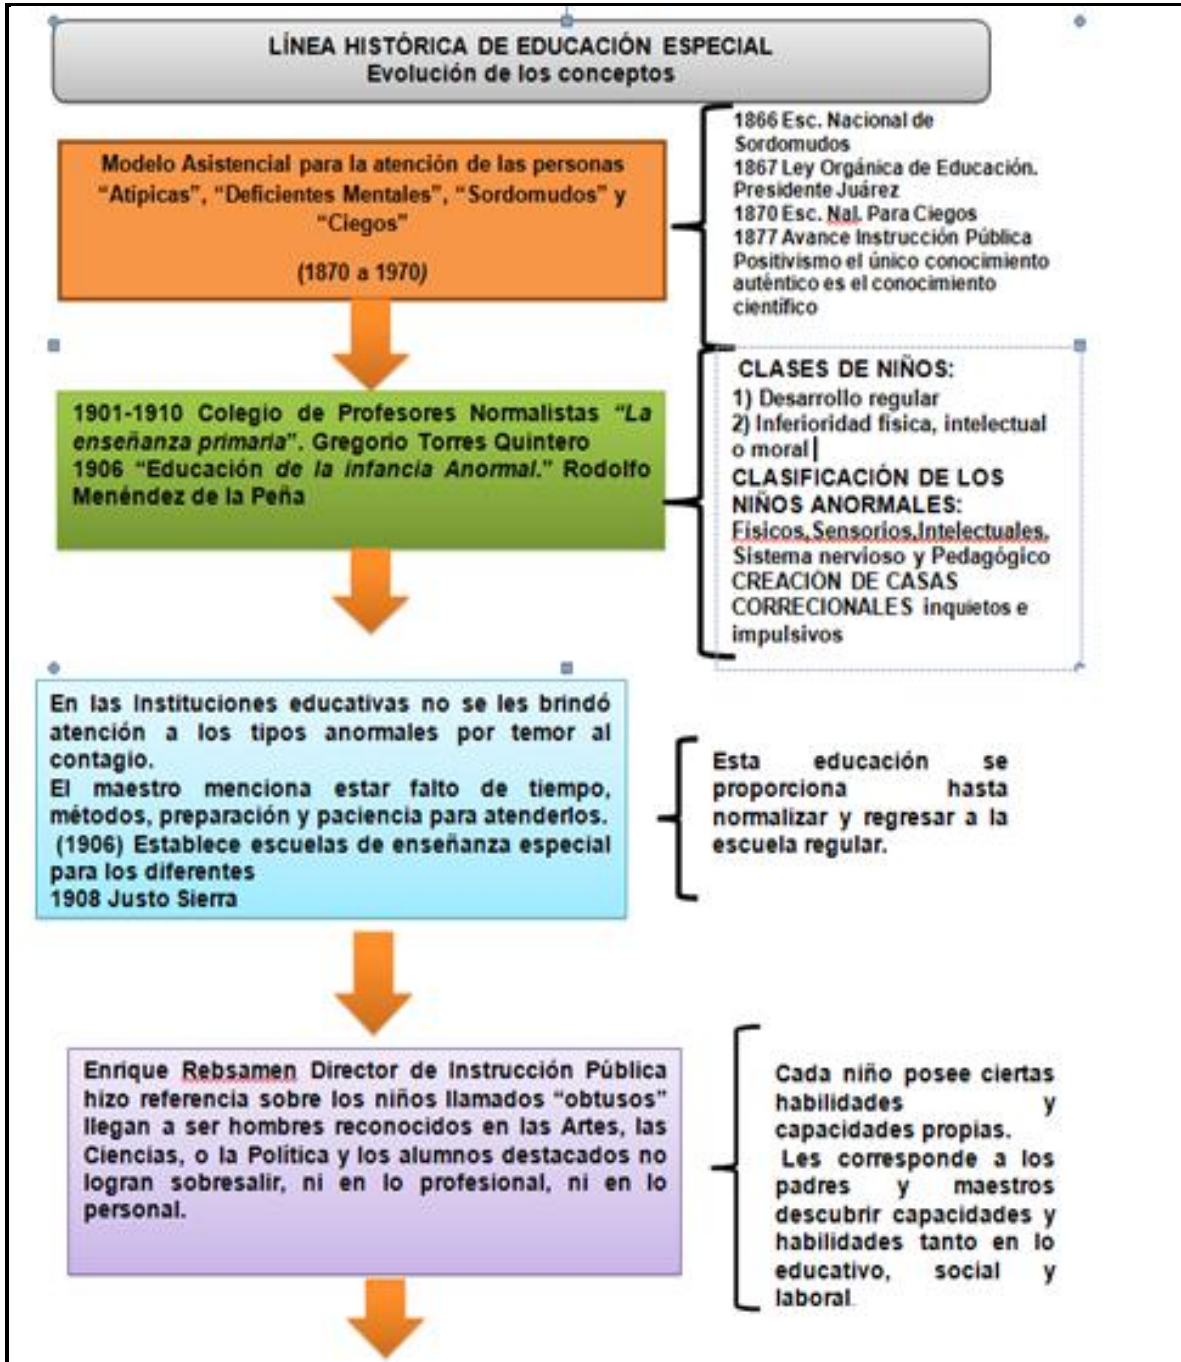 LÍNEA HISTÓRICA DE EDUCACIÓN ESPECIAL
Evolución de los conceptos
Modelo Asistencial para la atención de las personas
“Atípicas”, “Deficientes Mentales”, “Sordomudos” y
“Ciegos”
(1870 a 1970)
1866 Esc. Nacional de
Sordomudos
1867 Ley Orgánica de Educación.
Presidente Juárez
1870 Esc. Nal. Para Ciegos
1877 Avance Instrucción Pública
Positivismo el único conocimiento
auténtico es el conocimiento
científico
1901-1910 Colegio de Profesores Normalistas “La
enseñanza primaria”. Gregorio Torres Quintero
1906 “Educación de la infancia Anormal.” Rodolfo
Menéndez de la Peña
CLASES DE NIÑOS:
1) Desarrollo regular
2) Inferioridad física, intelectual
o moral
CLASIFICACIÓN DE LOS
NIÑOS ANORMALES:
Físicos,Sensorios,Intelectuales,
Sistema nervioso y Pedagógico
CREACIÓN DE CASAS
CORRECIONALES inquietos e
impulsivos
En las Instituciones educativas no se les brindó
atención a los tipos anormales por temor al
contagio.
El maestro menciona estar falto de tiempo,
métodos, preparación y paciencia para atenderlos.
(1906) Establece escuelas de enseñanza especial
para los diferentes
1908 Justo Sierra
Esta educación se
proporciona hasta
normalizar y regresar a la
escuela regular.
Enrique Rebsamen Director de Instrucción Pública
hizo referencia sobre los niños llamados “obtusos”
llegan a ser hombres reconocidos en las Artes, las
Ciencias, o la Política y los alumnos destacados no
logran sobresalir, ni en lo profesional, ni en lo
personal.
Cada niño posee ciertas
habilidades y
capacidades propias.
Les corresponde a los
padres y maestros
descubrir capacidades y
habilidades tanto en lo
educativo, social y
laboral.